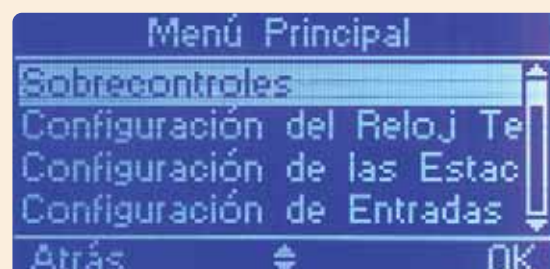 Menú Principal
Sobrecontroles
Configuración del Reloj Te
Configuración de las Estac
Configuración de Entradas
Atrás OK